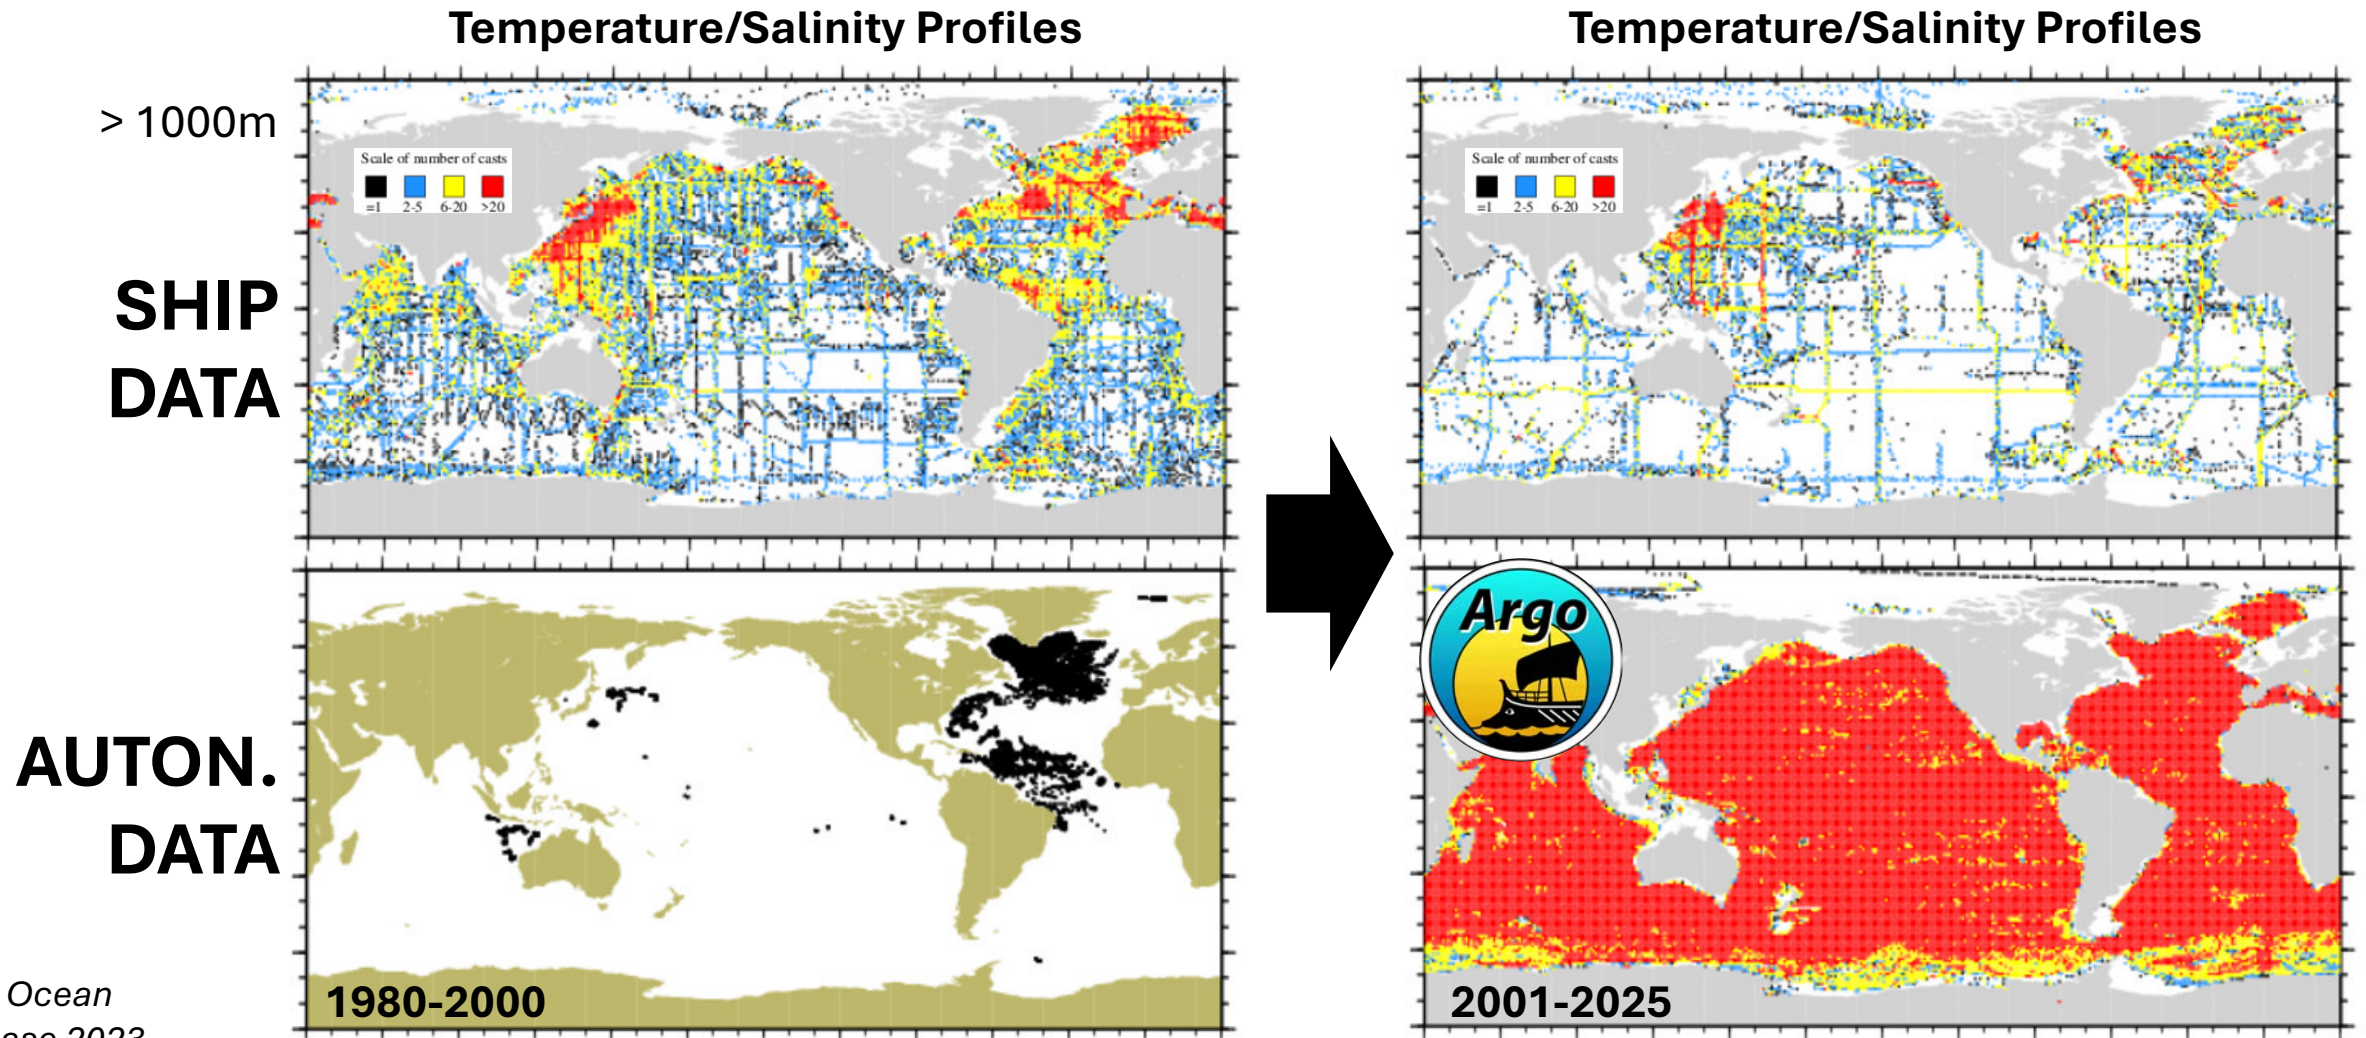 Temperature/Salinity Profiles
Temperature/Salinity Profiles
> 1000m
Scale of number of casts
=1 2-5 6-20 >20
Scale of number of casts
=1 2-5 6-20 >20
SHIP
DATA
Argo
AUTON.
DATA
Ocean
2023
1980-2000
2001-2025